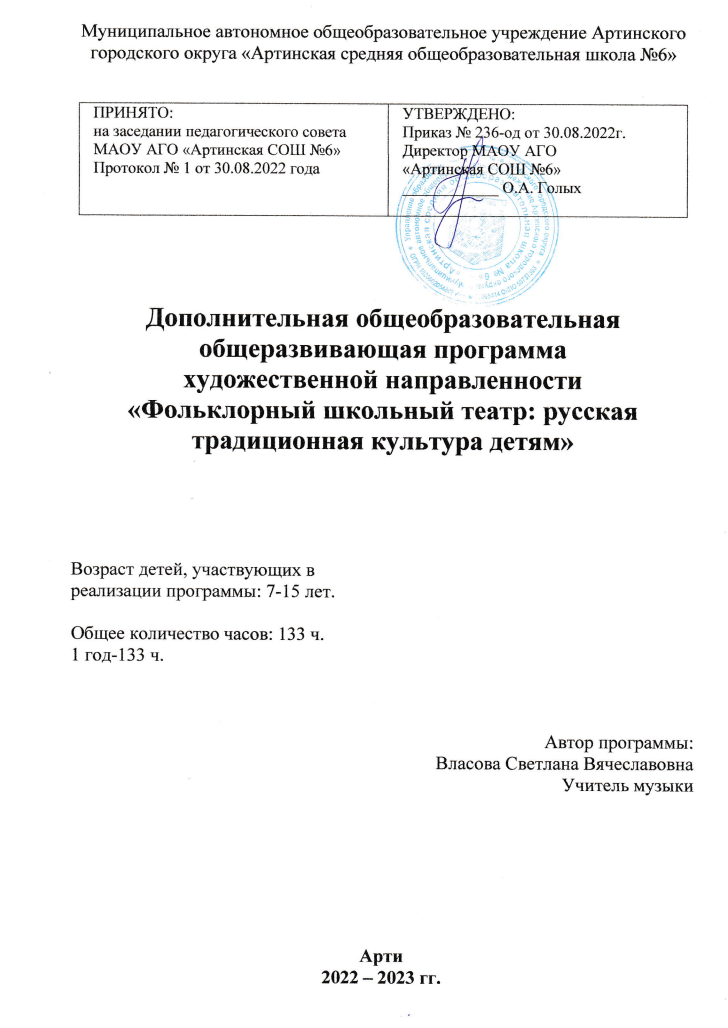 Муниципальное автономное общеобразовательное учреждение Артинского
городского округа «Артинская средняя общеобразовательная школа №6»
ПРИНЯТО:
на заседании педагогического совета
МАОУ АГО «Артинская СОШ №6»
Протокол № 1 от 30.08.2022 года
УТВЕРЖДЕНО:
Приказ № 236-од от 30.08.2022г.
Директор МАОУ АГО
«Артинская СОШ №6»
____________ О.А. Голых
Дополнительная общеобразовательная
общеразвивающая программа
художественной направленности
«Фольклорный школьный театр: русская
традиционная культура детям»
Возраст детей, участвующих в
реализации программы: 7-15 лет.
Общее количество часов: 133 ч.
1 год-133 ч.
Автор программы:
Власова Светлана Вячеславовна
Учитель музыки
Арти
2022 – 2023 гг.